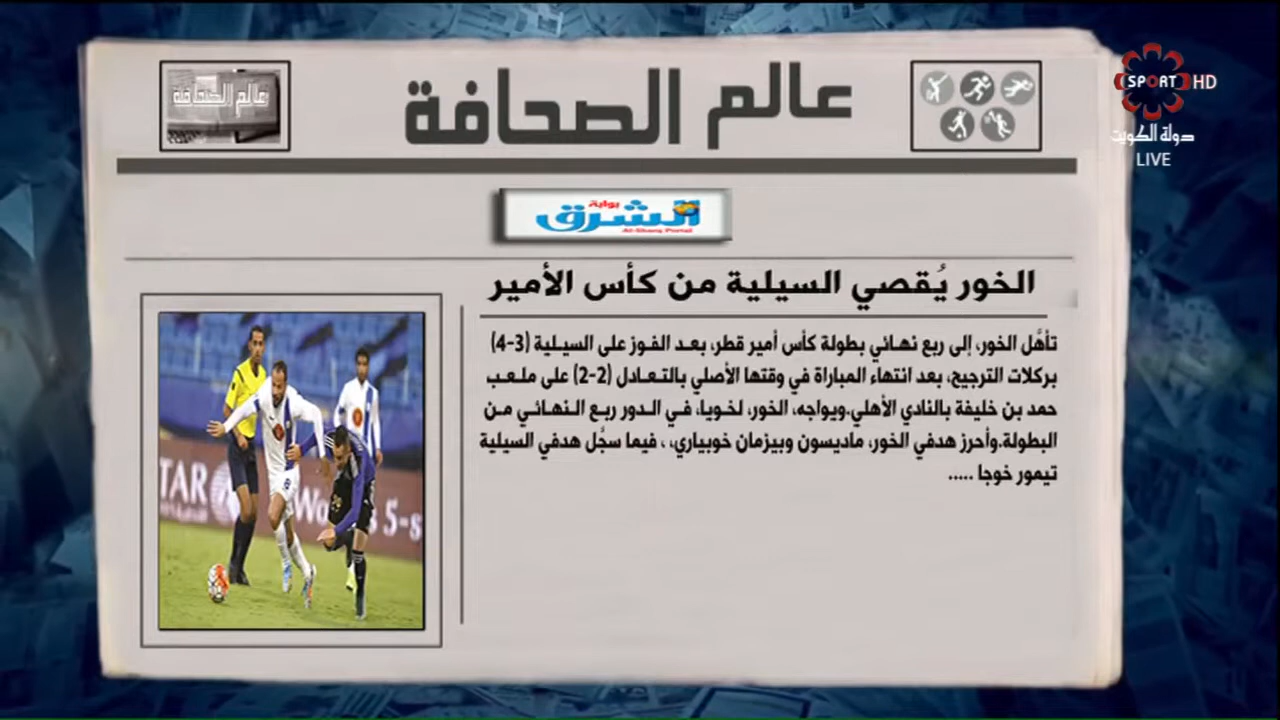 عالم الصحافة
عالم الصحافة
SPORT HD
دولة الكويت
LIVE
بوابة
الشرق
Al-Sharq Portal
الخور يُقصي السيلية من كأس الأمير
تأهَّل الخور، إلى ربع نهائي بطولة كأس أمير قطر، بعد الفوز على السيلية (3-4)
بركلات الترجيح، بعد انتهاء المباراة في وقتها الأصلي بالتعادل (2-2) على ملعب
حمد بن خليفة بالنادي الأهلي.ويواجه، الخور، لخويا، في الدور ربع النهائي من
البطولة.وأحرز هدفي الخور، ماديسون وبيزمان خوبياري، ، فيما سجَّل هدفي السيلية
تيمور خوجا .....
TAR
5-s